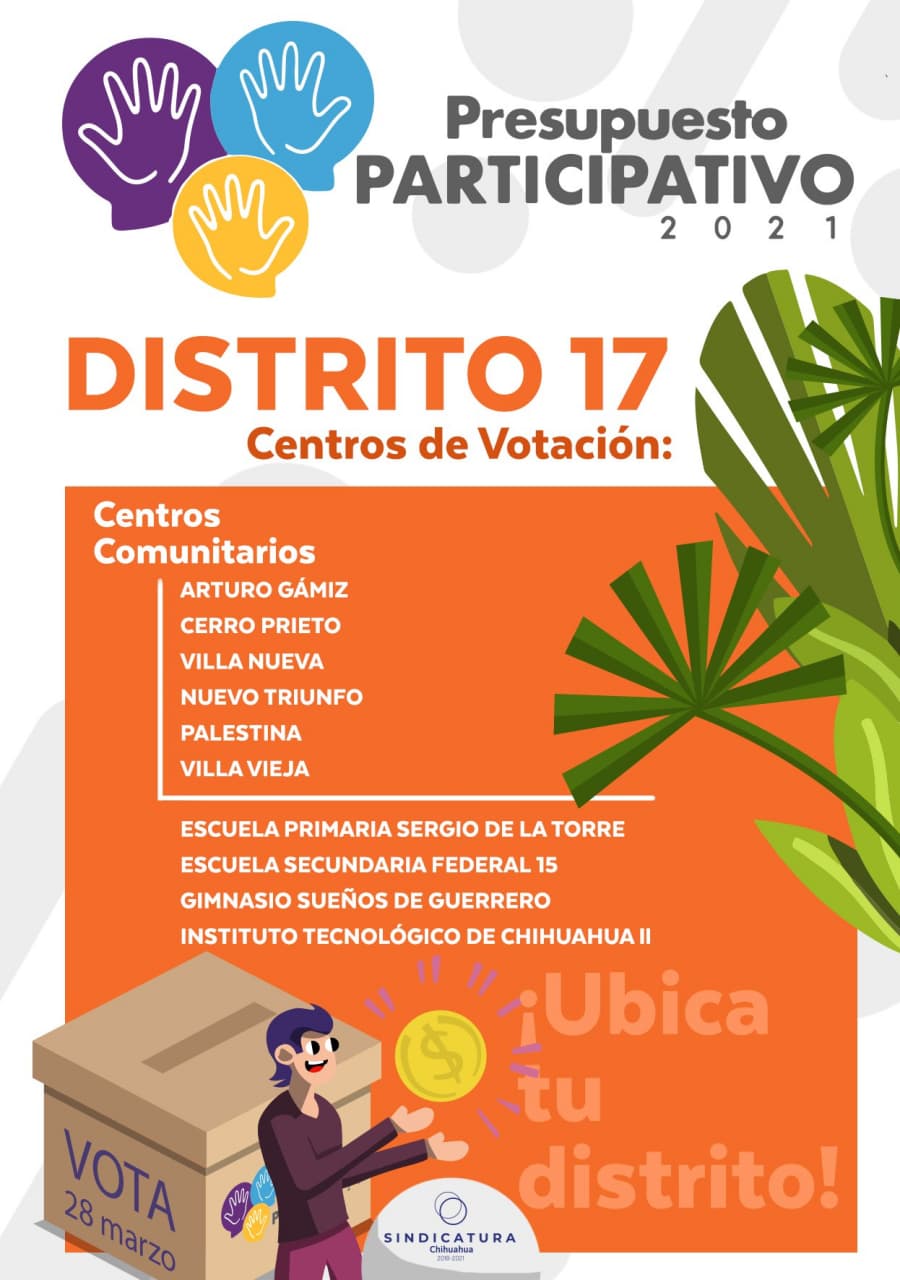 Presupuesto
PARTICIPATIVO
2021
DISTRITO 17
Centros de Votación:
Centros
Comunitarios
ARTURO GÁMIZ
CERRO PRIETO
VILLA NUEVA
NUEVO TRIUNFO
PALESTINA
VILLA VIEJA
ESCUELA PRIMARIA SERGIO DE LA TORRE
ESCUELA SECUNDARIA FEDERAL 15
GIMNASIO SUEÑOS DE GUERRERO
INSTITUTO TECNOLÓGICO DE CHIHUAHUA II
¡Ubica
tu
distrito!
$
VOTA
28 marzo
SINDICATURA
Chihuahua
2018-2021